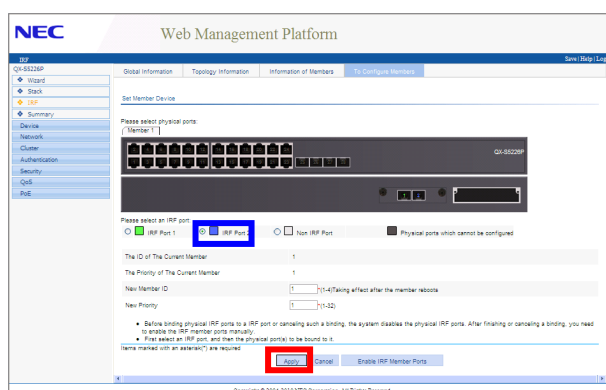 NEC
Web Management Platform
IRF
Save | Help | Log
QX-S5226P
Wizard
Stack
IRF
Summary
Device
Network
Cluster
Authentication
Security
QoS
PoE
Global Information Topology Information Information of Members To Configure Members
Set Member Device
Please select physical ports:
Member 1
QX-S5226P
Please select an IRF port:
IRF Port 1 IRF Port 2 Non IRF Port Physical ports which cannot be configured
The ID of The Current Member 1
The Priority of The Current Member 1
New Member ID 1 *(1-4)Taking effect after the member reboots
New Priority 1 *(1-32)
Before binding physical IRF ports to a IRF port or canceling such a binding, the system disables the physical IRF ports. After finishing or canceling a binding, you need
to enable the IRF member ports manually.
First select an IRF port, and then the physical port(s) to be bound to it.
Items marked with an asterisk(*) are required
Apply Cancel Enable IRF Member Ports